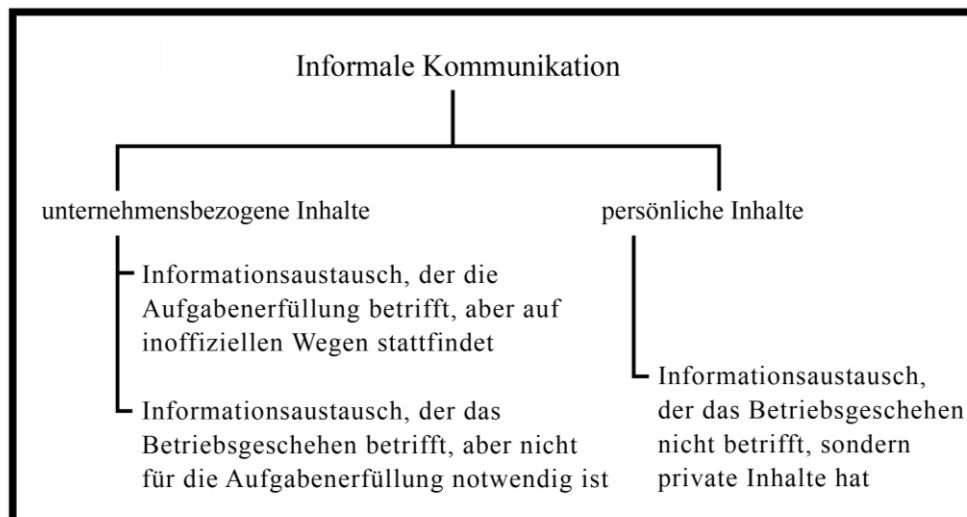 Informale Kommunikation
unternehmensbezogene Inhalte
Informationsaustausch, der die
Aufgabenerfüllung betrifft, aber auf
inoffiziellen Wegen stattfindet
Informationsaustausch, der das
Betriebsgeschehen betrifft, aber nicht
für die Aufgabenerfüllung notwendig ist
persönliche Inhalte
Informationsaustausch,
der das Betriebsgeschehen
nicht betrifft, sondern
private Inhalte hat